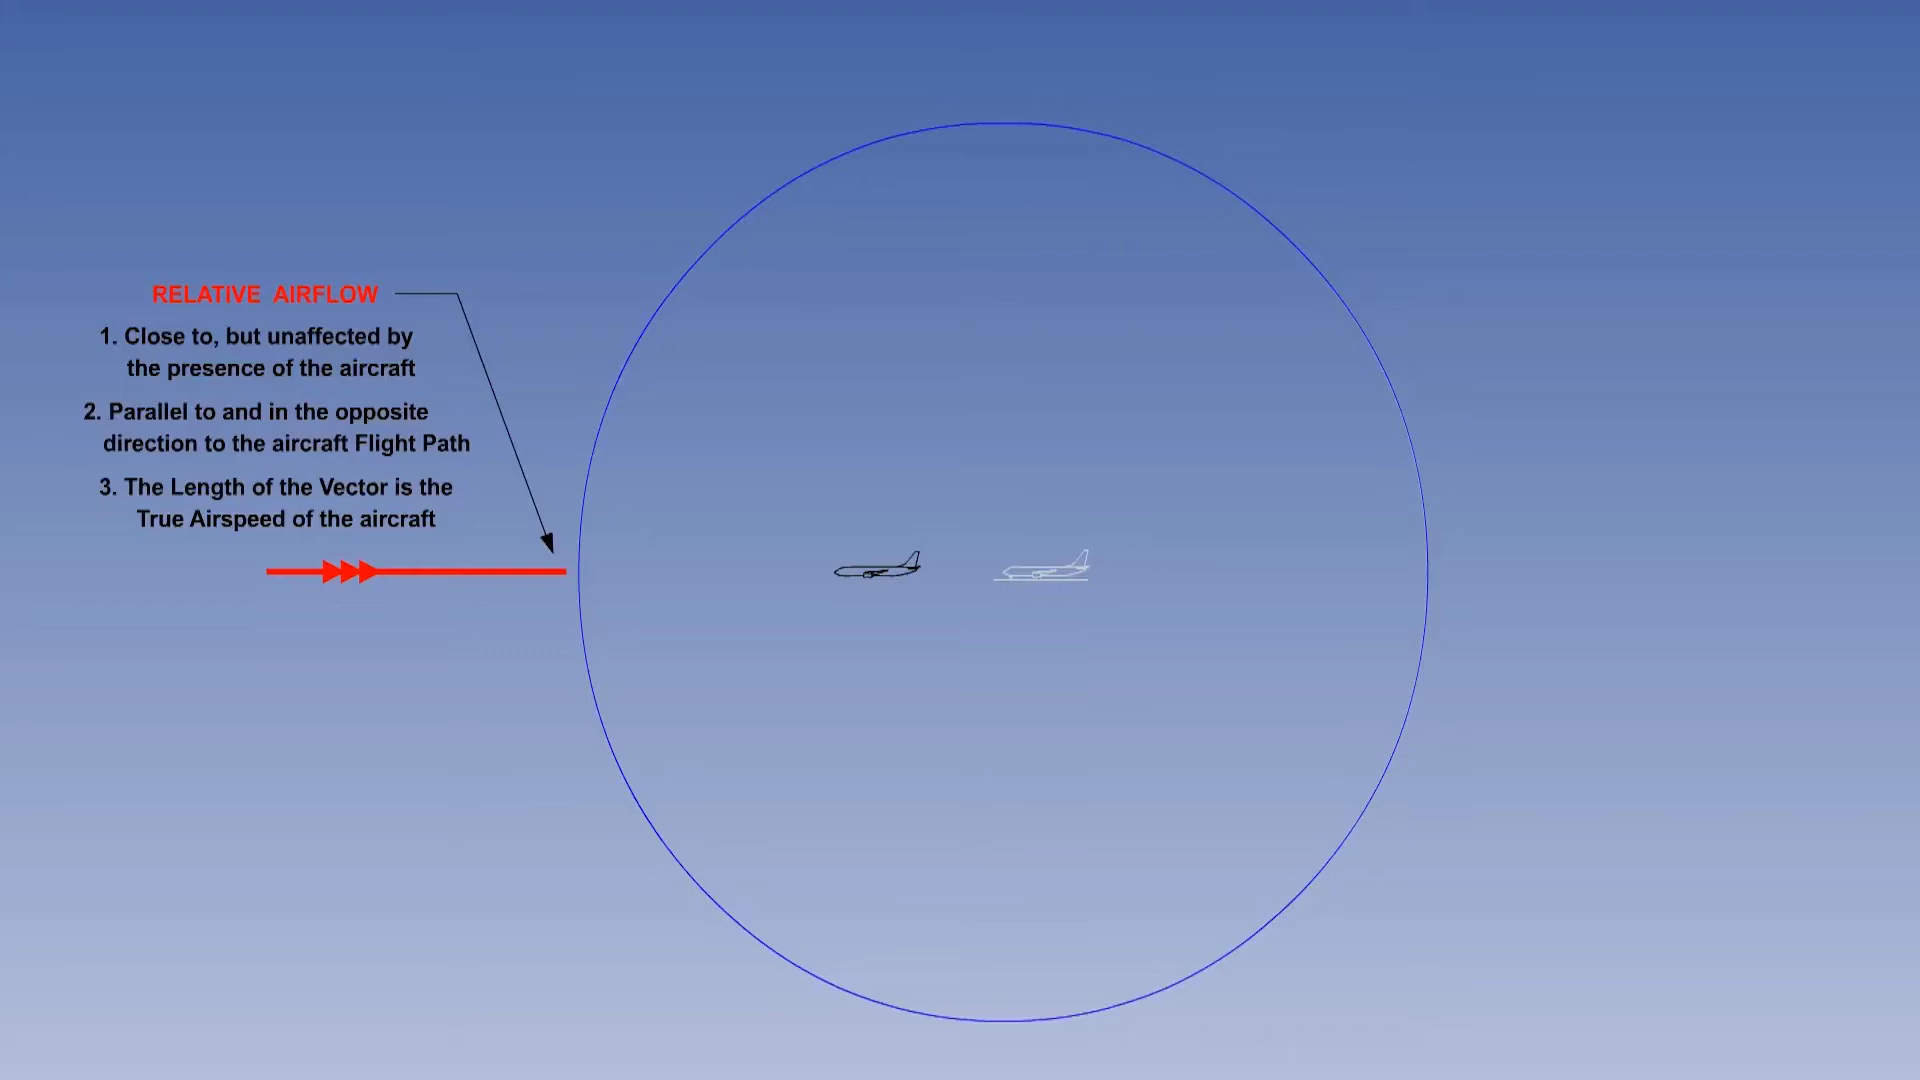 RELATIVE AIRFLOW
1. Close to, but unaffected by
the presence of the aircraft
2. Parallel to and in the opposite
direction to the aircraft Flight Path
3. The Length of the Vector is the
True Airspeed of the aircraft